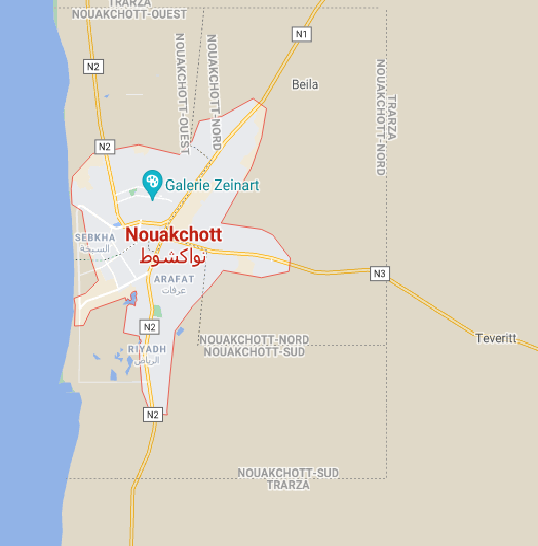 TRARZA
NOUAKCHOTT-OUEST
N1
N2
Beila
NOUAKCHOTT-OUEST
NOUAKCHOTT-NORD
TRARZA
NOUAKCHOTT-NORD
N2
Galerie Zeinart
Nouakchott
نواكشوط
SEBKHA
السبخة
ARAFAT
عرفات
N3
N2
Teveritt
NOUAKCHOTT-NORD
NOUAKCHOTT-SUD
RIYADH
الرياض
N2
NOUAKCHOTT-SUD
TRARZA